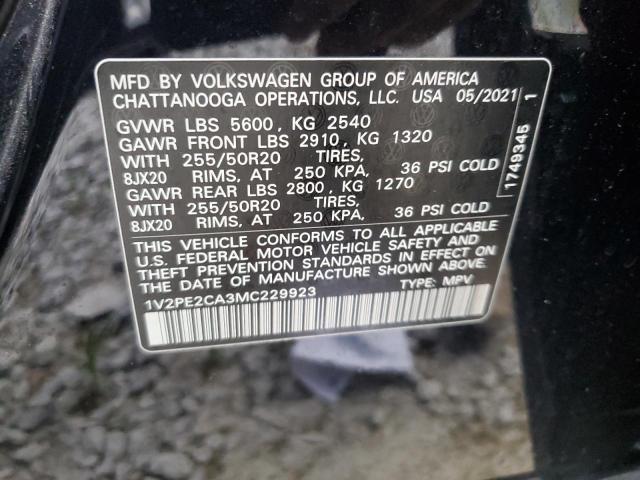 MFD BY VOLKSWAGEN GROUP OF AMERICA
CHATTANOOGA OPERATIONS, LLC. USA 05/2021
GVWR LBS 5600, KG 2540
GAWR FRONT LBS 2910, KG 1320
WITH 255/50R20 TIRES,
8JX20 RIMS, AT 250 KPA, 36 PSI COLD
GAWR REAR LBS 2800, KG 1270
WITH 255/50R20 TIRES,
8JX20 RIMS, AT 250 KPA, 36 PSI COLD
THIS VEHICLE CONFORMS TO ALL APPLICABLE
U.S. FEDERAL MOTOR VEHICLE SAFETY AND
THEFT PREVENTION STANDARDS IN EFFECT ON
THE DATE OF MANUFACTURE SHOWN ABOVE.
1V2PE2CA3MC229923 TYPE: MPV
1749345 1